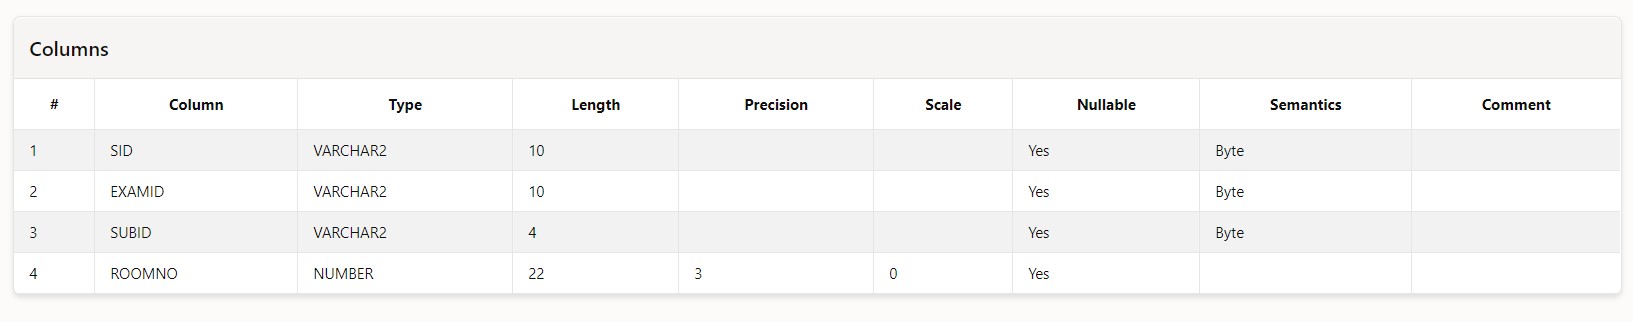 Columns
# Column Type Length Precision Scale Nullable Semantics Comment
1 SID VARCHAR2 10 Yes Byte
2 EXAMID VARCHAR2 10 Yes Byte
3 SUBID VARCHAR2 4 Yes Byte
4 ROOMNO NUMBER 22 3 0 Yes